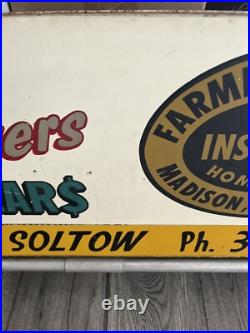 ers
AR$
FARM
INS
HOM
MADISON,
SOLTOW Ph. 3